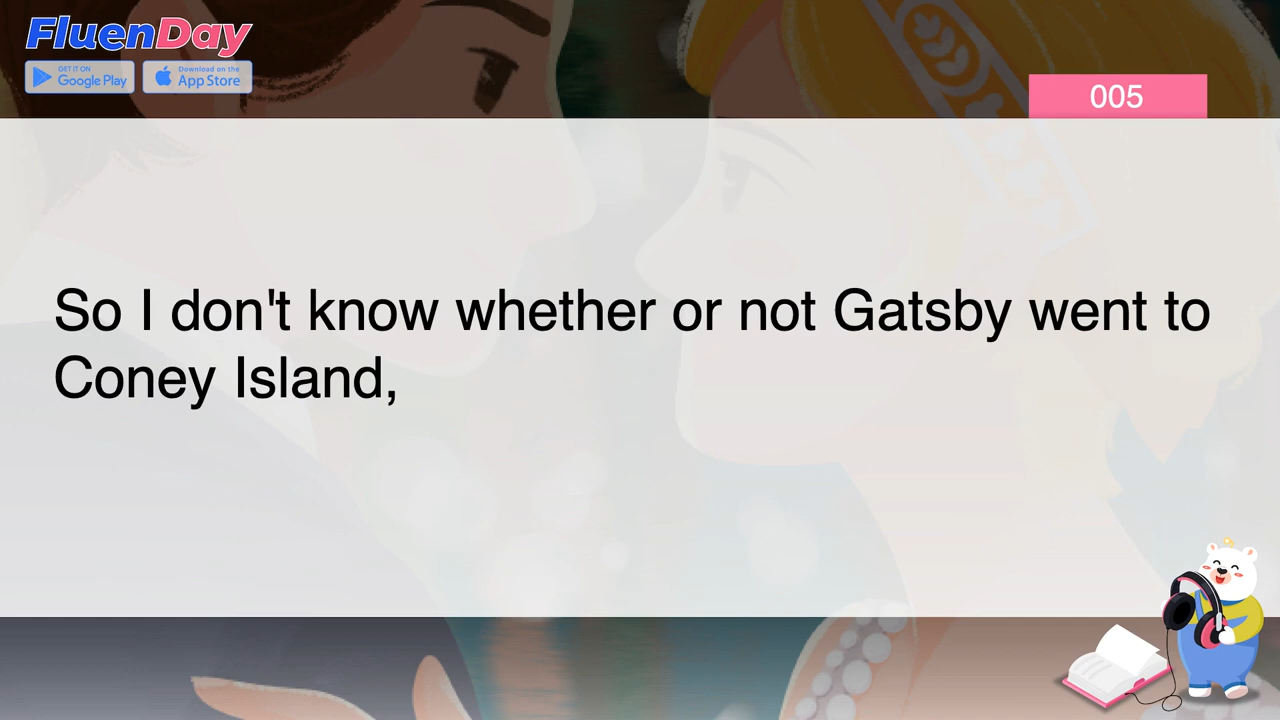 FluenDay
GET IT ON
Google Play
Download on the
App Store
005
So I don't know whether or not Gatsby went to
Coney Island,